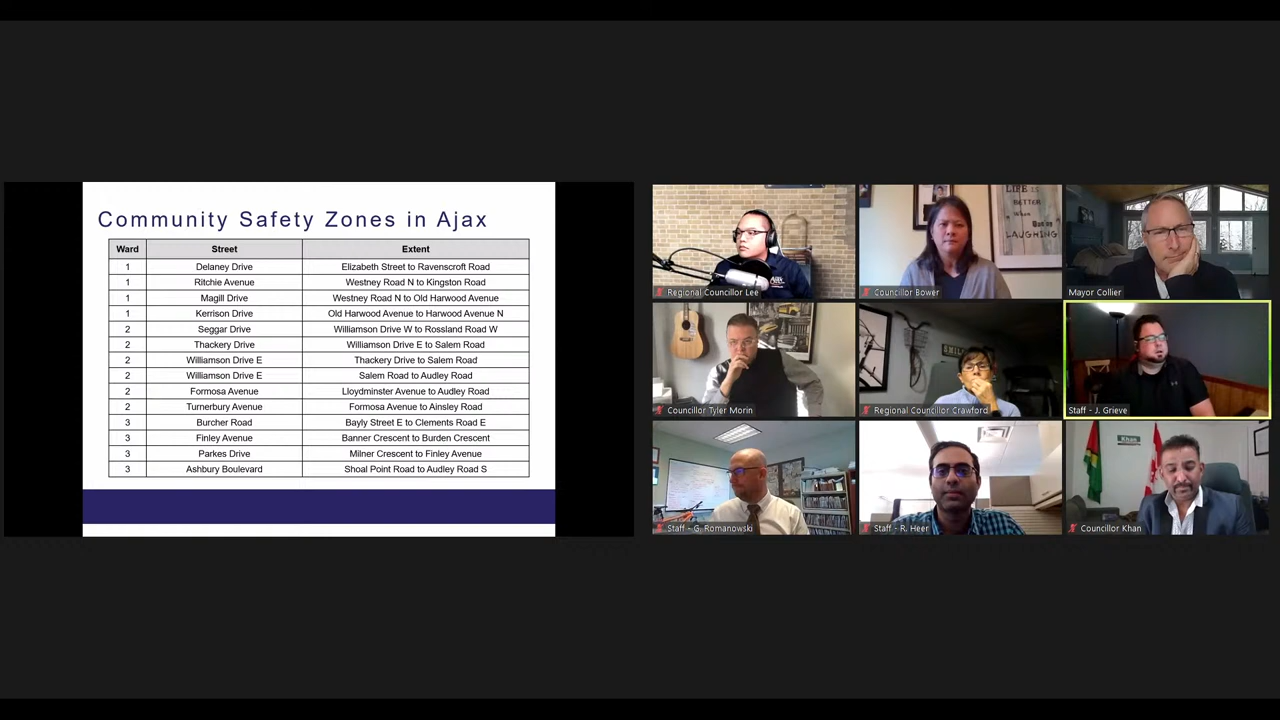 Community Safety Zones in Ajax
Ward Street Extent
1 Delaney Drive Elizabeth Street to Ravenscroft Road
1 Ritchie Avenue Westney Road N to Kingston Road
1 Magill Drive Westney Road N to Old Harwood Avenue
1 Kerrison Drive Old Harwood Avenue to Harwood Avenue N
2 Seggar Drive Williamson Drive W to Rossland Road W
2 Thackery Drive Williamson Drive E to Salem Road
2 Williamson Drive E Thackery Drive to Salem Road
2 Williamson Drive E Salem Road to Audley Road
2 Formosa Avenue Lloydminster Avenue to Audley Road
2 Turnerbury Avenue Formosa Avenue to Ainsley Road
3 Burcher Road Bayly Street E to Clements Road E
3 Finley Avenue Banner Crescent to Burden Crescent
3 Parkes Drive Milner Crescent to Finley Avenue
3 Ashbury Boulevard Shoal Point Road to Audley Road S
LIFE is
BETTER
When
LAUGHING
Regional Councillor Lee
Councillor Bower
Mayor Collier
Councillor Tyler Morin
Regional Councillor Crawford
Staff - J. Grieve
Khan
Staff - G. Romanowski
Staff - R. Heer
Councillor Khan